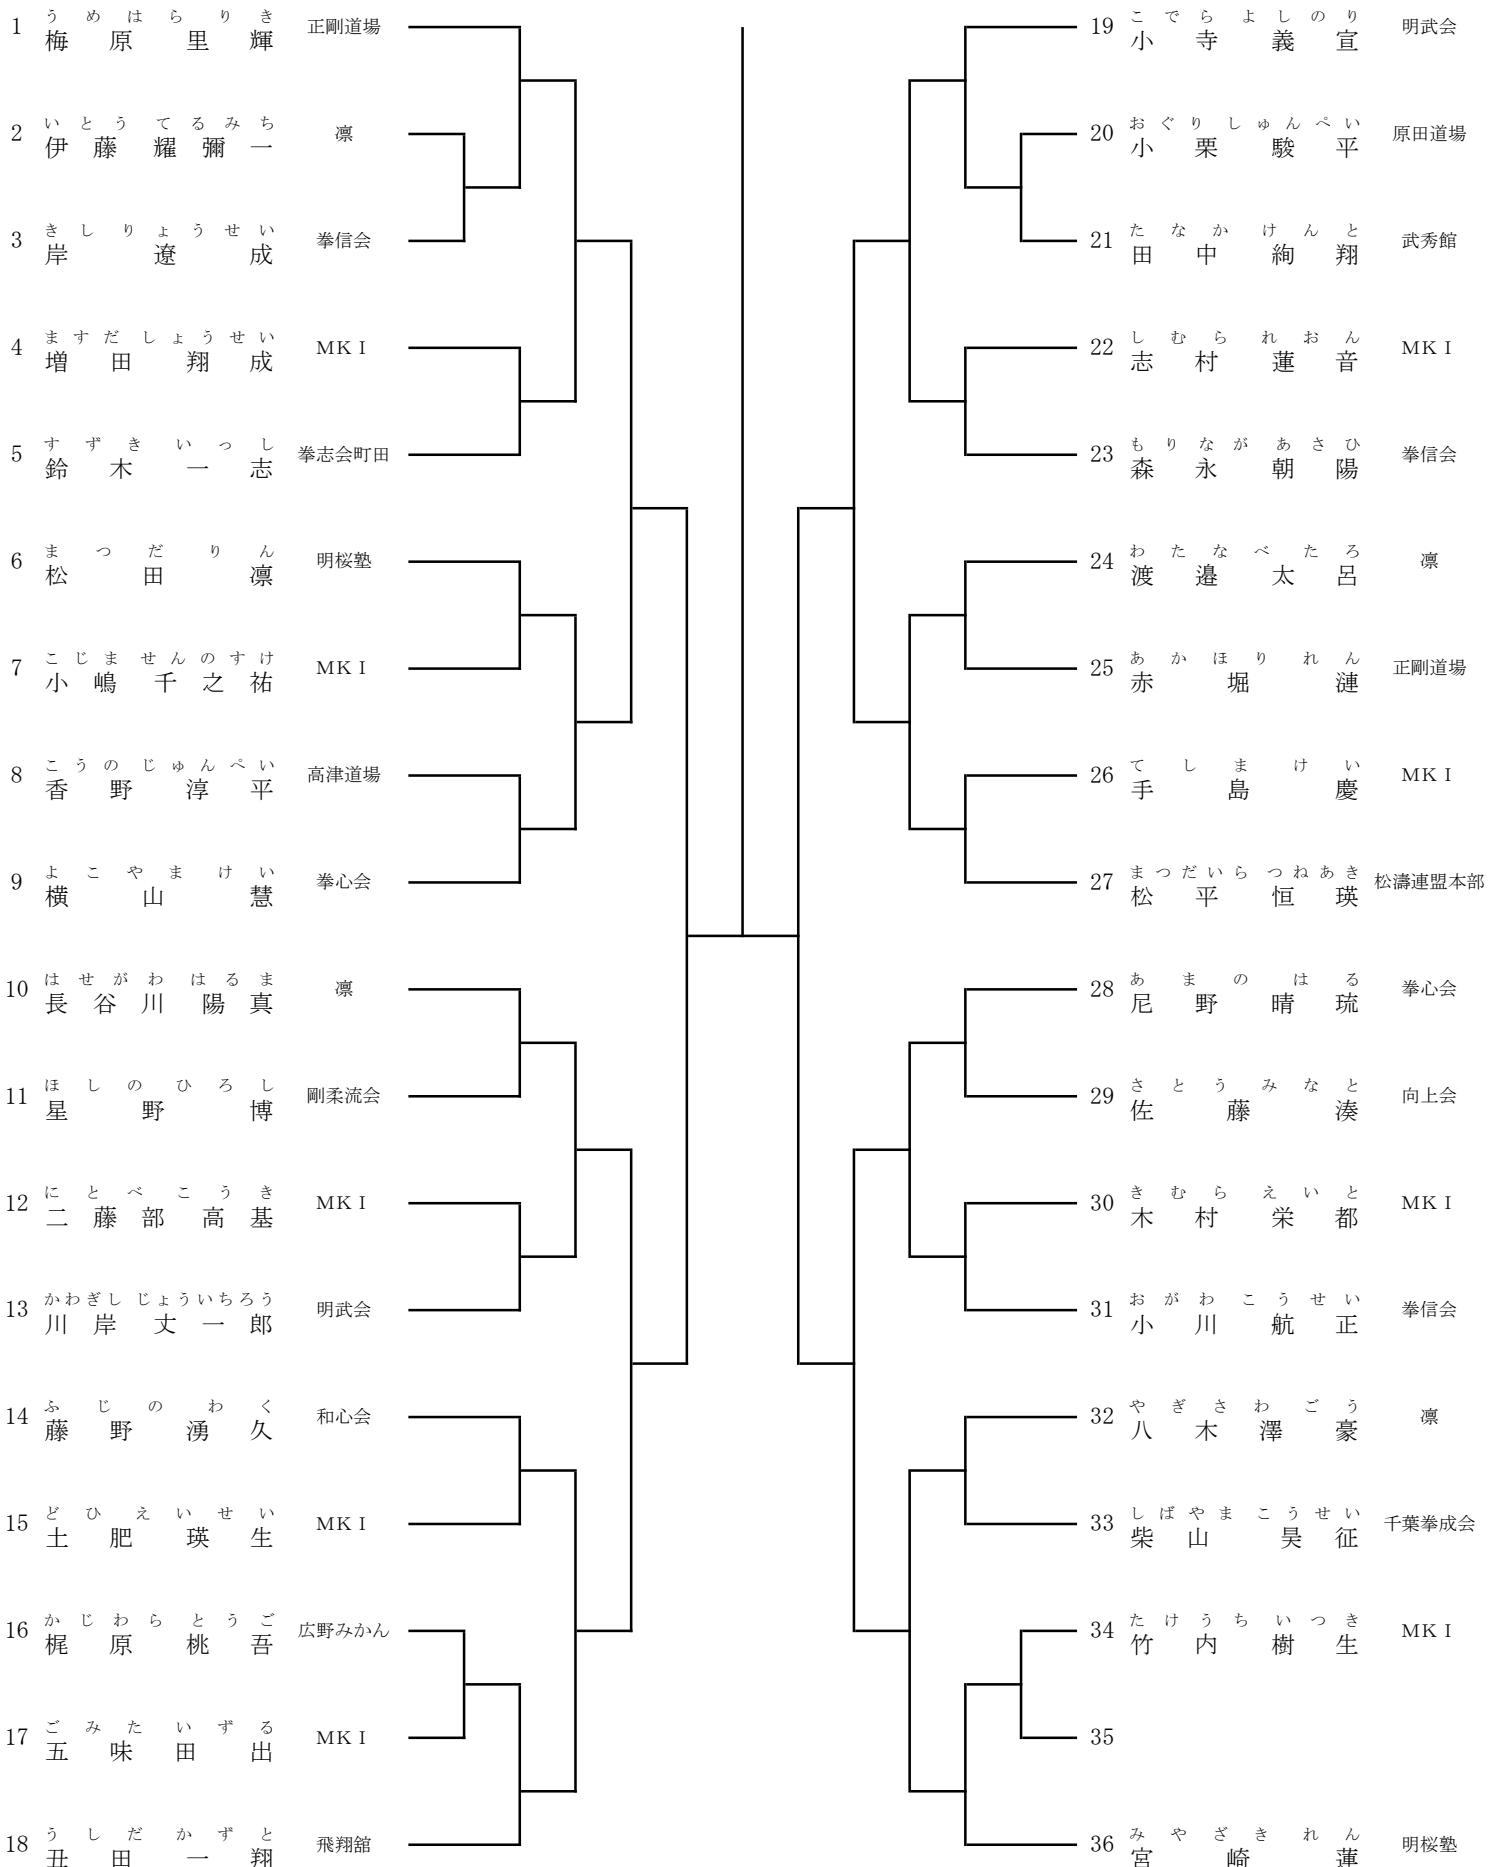 うめはら りき
1 梅原 里輝 正剛道場
いとう てるみち
2 伊藤 耀彌一 凛
きし りょうせい
3 岸 遼成 拳信会
ますだ しょうせい
4 増田 翔成 MKI
すずき いっし
5 鈴木 一志 拳志会町田
まつだ りん
6 松田 凛 明桜塾
こじま せんのすけ
7 小嶋 千之祐 MKI
こうの じゅんぺい
8 香野 淳平 高津道場
よこやま けい
9 横山 慧 拳心会
はせがわ はるま
10 長谷川 陽真 凛
ほしの ひろし
11 星野 博 剛柔流会
にとべ こうき
12 二藤部 高基 MKI
かわぎし じょういちろう
13 川岸 丈一郎 明武会
ふじの わく
14 藤野 湧久 和心会
どひ えいせい
15 土肥 瑛生 MKI
かじわら とうご
16 梶原 桃吾 広野みかん
ごみた いずる
17 五味田 出 MKI
うしだ かずと
18 丑田 一翔 飛翔舘
こでら よしのり
19 小寺 義宣 明武会
おぐり しゅんぺい
20 小栗 駿平 原田道場
たなか けんと
21 田中 絢翔 武秀館
しむら れおん
22 志村 蓮音 MKI
もりなが あさひ
23 森永 朝陽 拳信会
わたなべ たろ
24 渡邉 太呂 凛
あかほり れん
25 赤堀 漣 正剛道場
てしま けい
26 手島 慶 MKI
まつだいら つねあき
27 松平 恒瑛 松濤連盟本部
あまの はる
28 尼野 晴琉 拳心会
さとう みなと
29 佐藤 湊 向上会
きむら えいと
30 木村 栄都 MKI
おがわ こうせい
31 小川 航正 拳信会
やぎさわ ごう
32 八木澤 豪 凛
しばやま こうせい
33 柴山 昊征 千葉拳成会
たけうち いつき
34 竹内 樹生 MKI
35
みやざき れん
36 宮崎 蓮 明桜塾